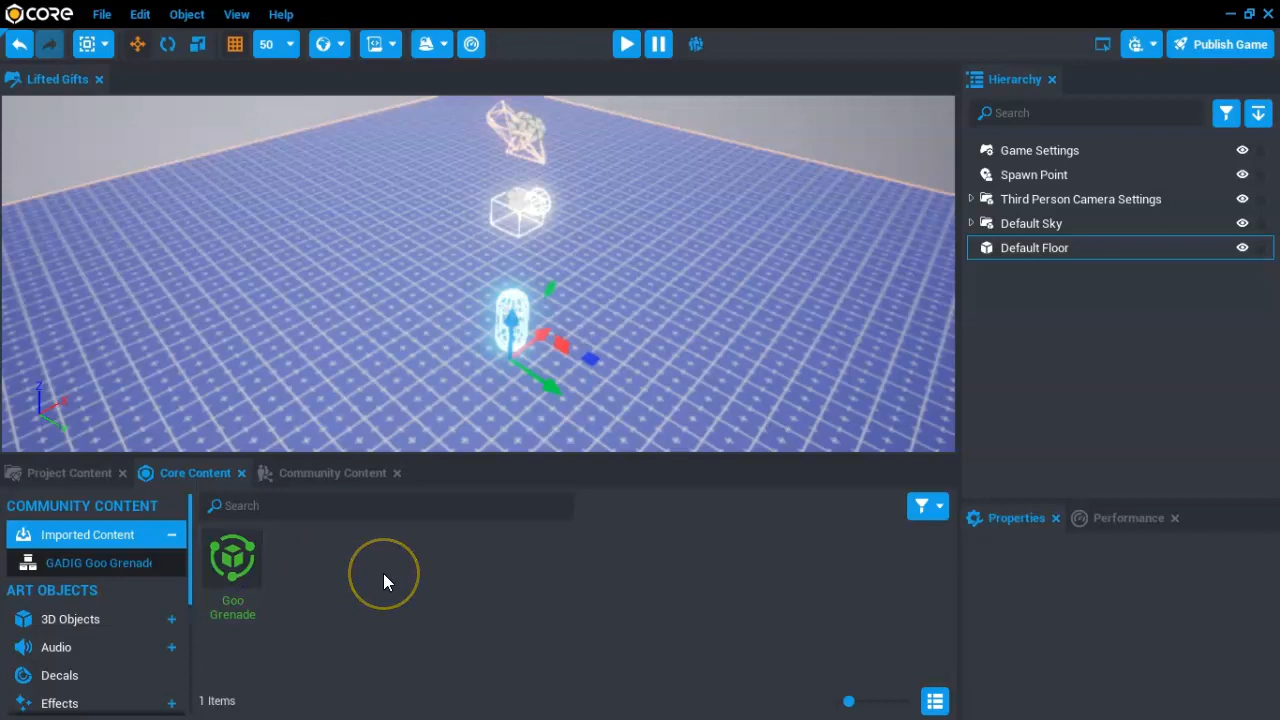 CORE File Edit Object View Help
50 Publish Game
Lifted Gifts Hierarchy
Search
Game Settings
Spawn Point
Third Person Camera Settings
Default Sky
Default Floor
Z
Project Content Core Content Community Content
COMMUNITY CONTENT
Search
Imported Content
GADIG Goo Grenade
ART OBJECTS
3D Objects
Audio
Decals
Effects
Goo
Grenade
1 Items
Properties Performance